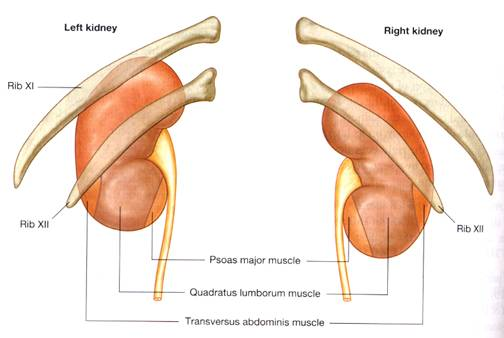 Left kidney
Right kidney
Rib XI
Rib XII
Rib XII
Psoas major muscle
Quadratus lumborum muscle
Transversus abdominis muscle